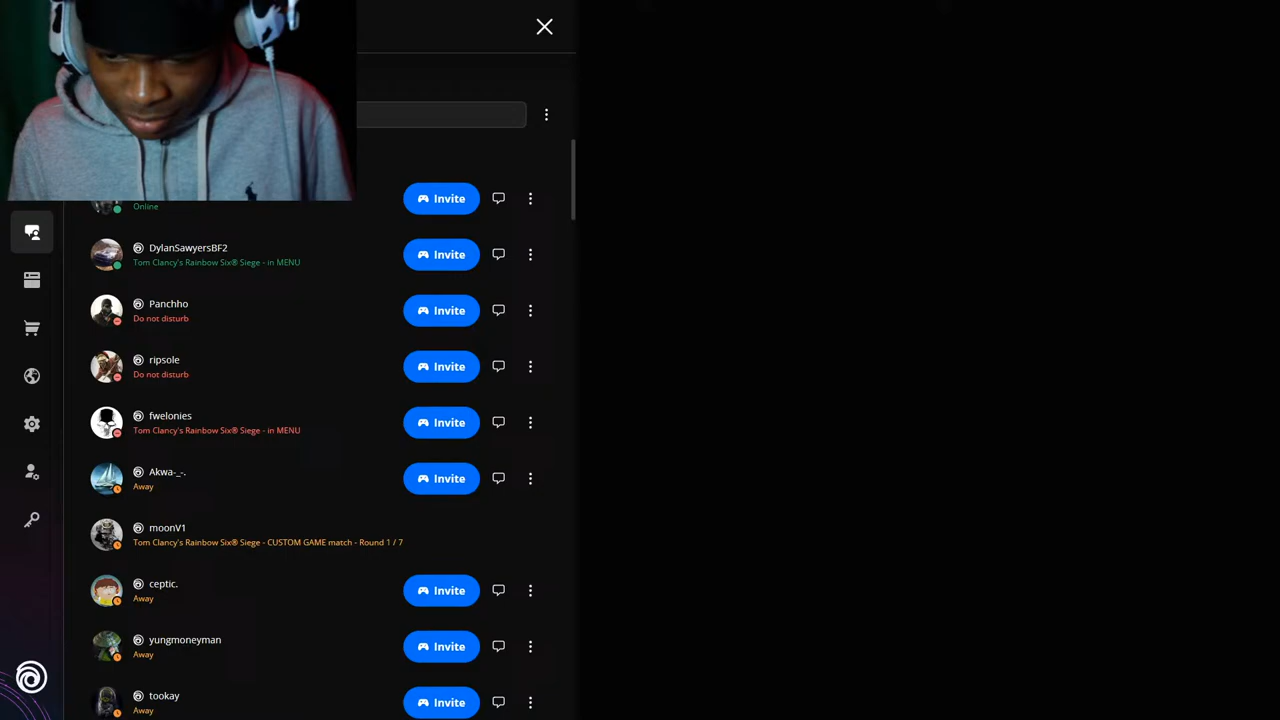 Invite
Online
DylanSawyersBF2
Invite
Tom Clancy's Rainbow Six® Siege - in MENU
Panchho
Invite
Do not disturb
ripsole
Invite
Do not disturb
fwelonies
Invite
Tom Clancy's Rainbow Six® Siege - in MENU
Akwa-_-.
Invite
Away
moonV1
Tom Clancy's Rainbow Six® Siege - CUSTOM GAME match - Round 1 / 7
ceptic.
Invite
Away
yungmoneyman
Invite
Away
tookay
Invite
Away